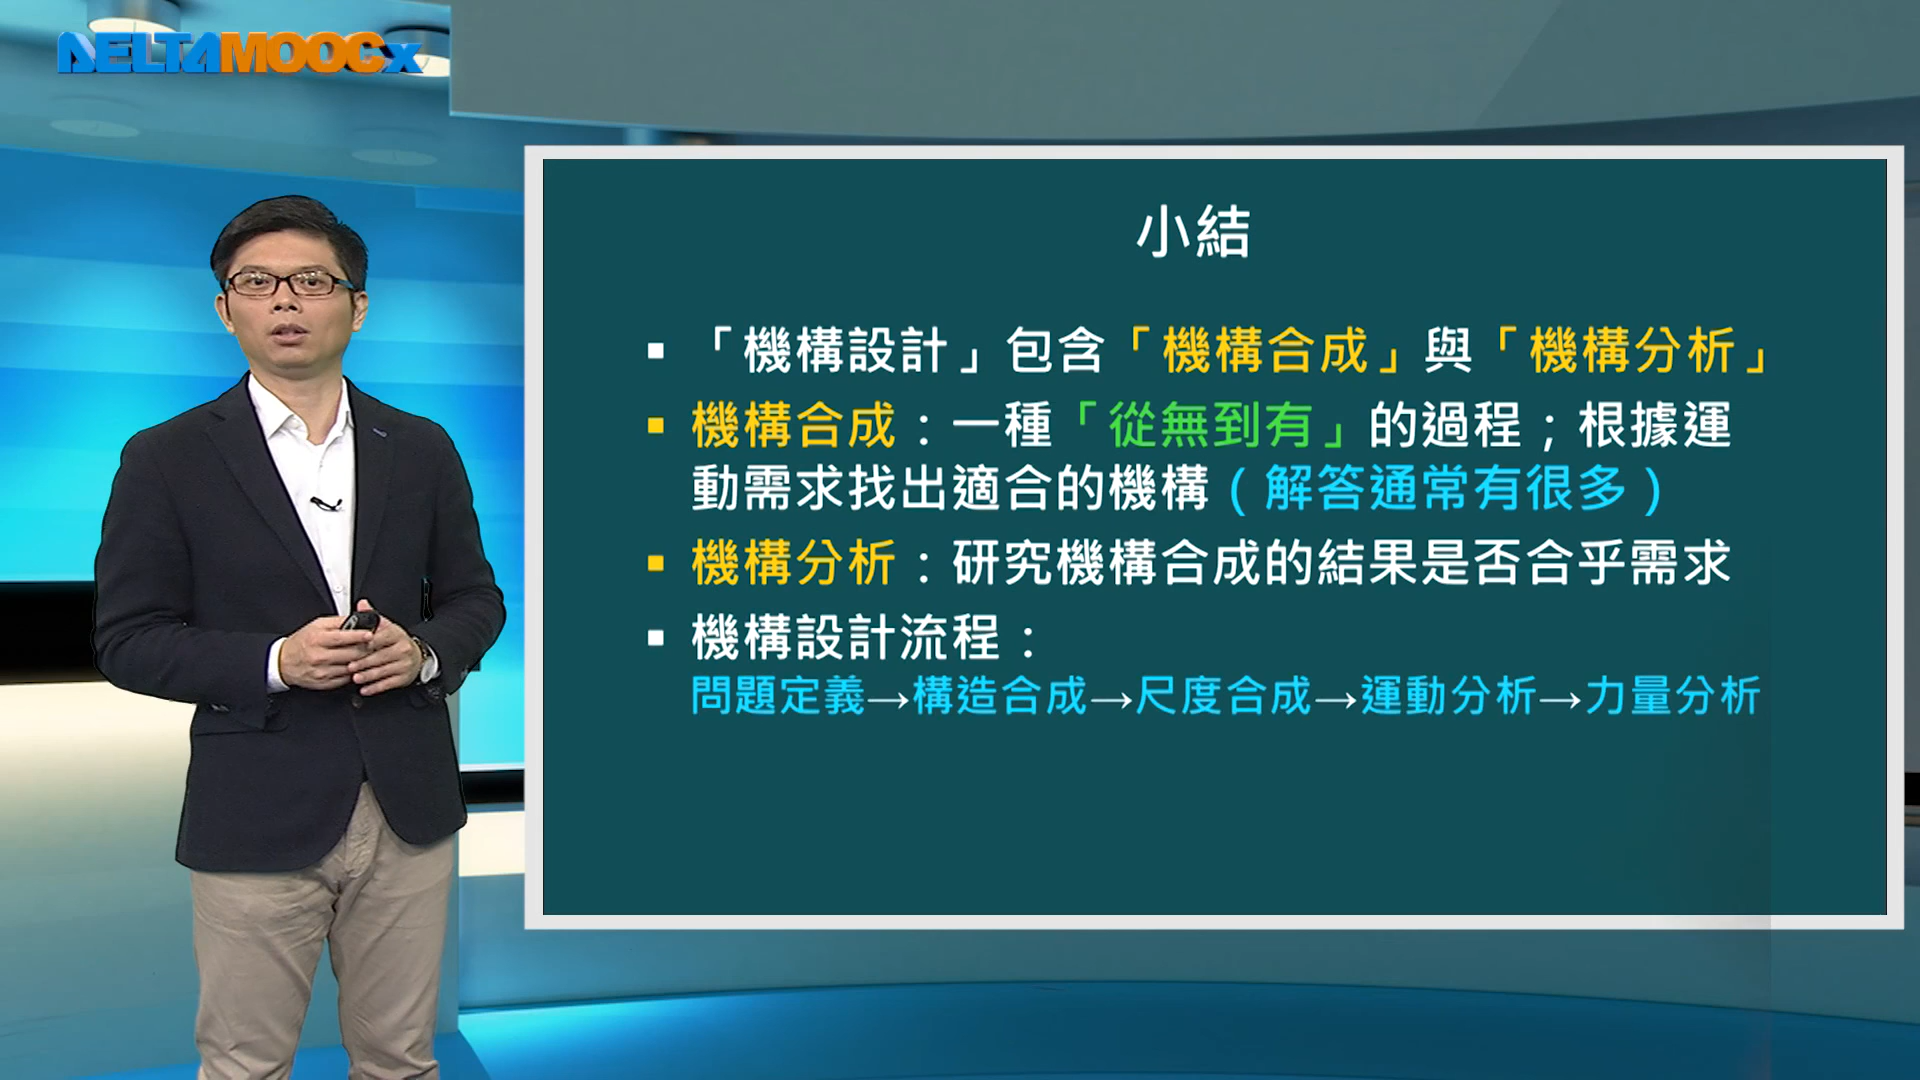 DELTAMOOCx
小結
▪ 「機構設計」包含「機構合成」與「機構分析」
▪ 機構合成：一種「從無到有」的過程；根據運
動需求找出適合的機構（解答通常有很多）
▪ 機構分析：研究機構合成的結果是否合乎需求
▪ 機構設計流程：
問題定義→構造合成→尺度合成→運動分析→力量分析